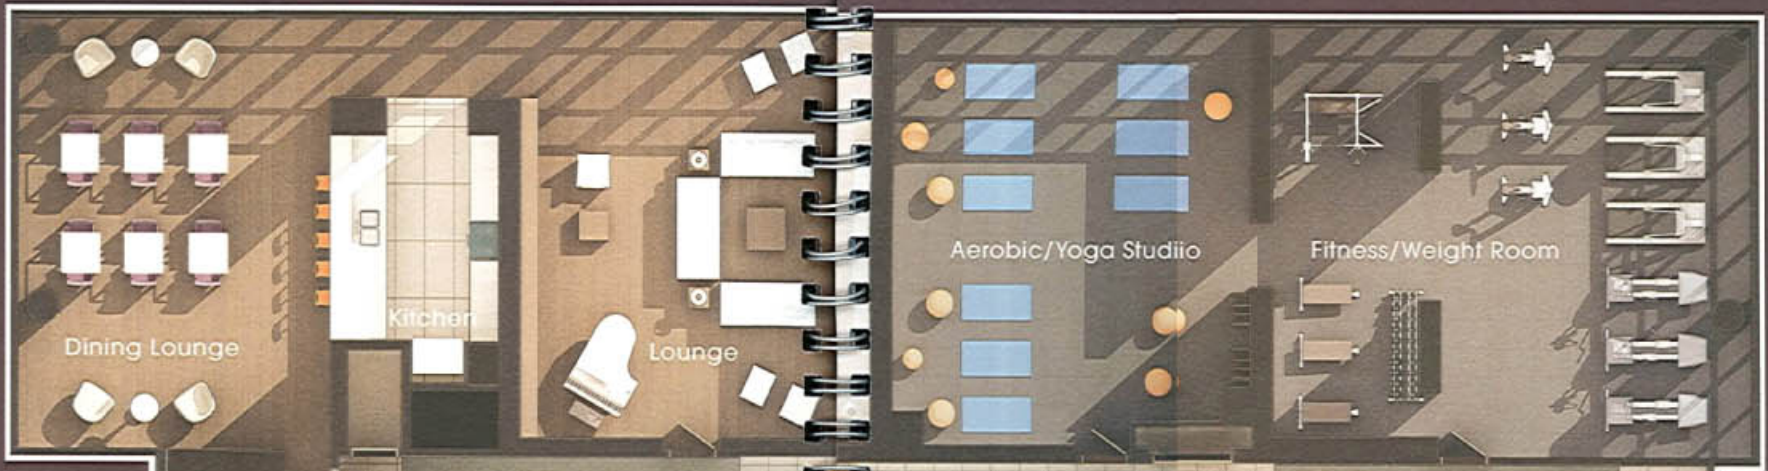 Dining Lounge
Kitchen
Lounge
Aerobic/Yoga Studiio
Fitness/Weight Room